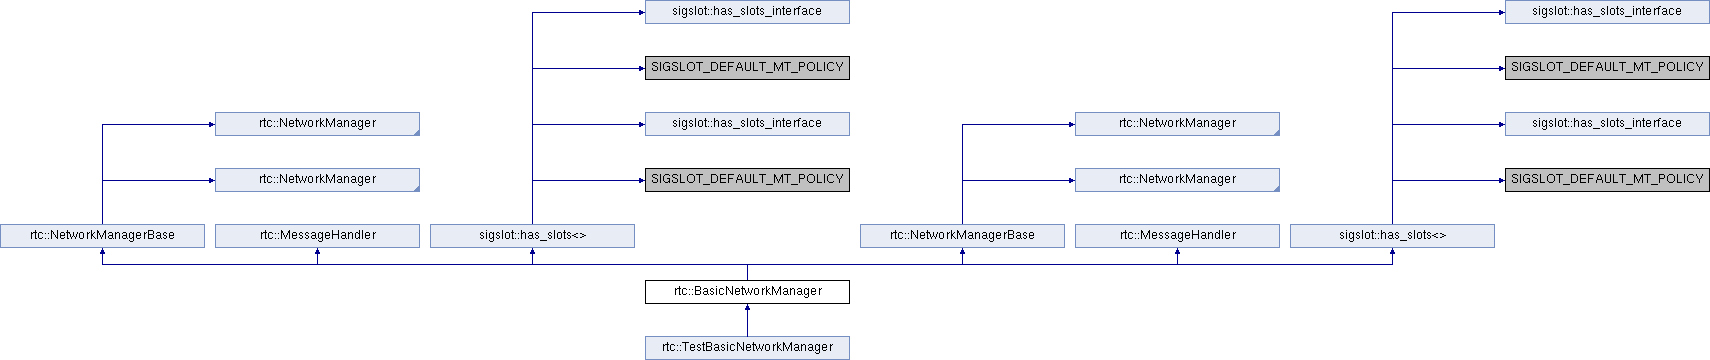 sigslot::has_slots_interface
sigslot::has_slots_interface
SIGSLOT_DEFAULT_MT_POLICY
SIGSLOT_DEFAULT_MT_POLICY
rtc::NetworkManager
sigslot::has_slots_interface
rtc::NetworkManager
sigslot::has_slots_interface
rtc::NetworkManager
SIGSLOT_DEFAULT_MT_POLICY
rtc::NetworkManager
SIGSLOT_DEFAULT_MT_POLICY
rtc::NetworkManagerBase
rtc::MessageHandler
sigslot::has_slots<>
rtc::NetworkManagerBase
rtc::MessageHandler
sigslot::has_slots<>
rtc::BasicNetworkManager
rtc::TestBasicNetworkManager